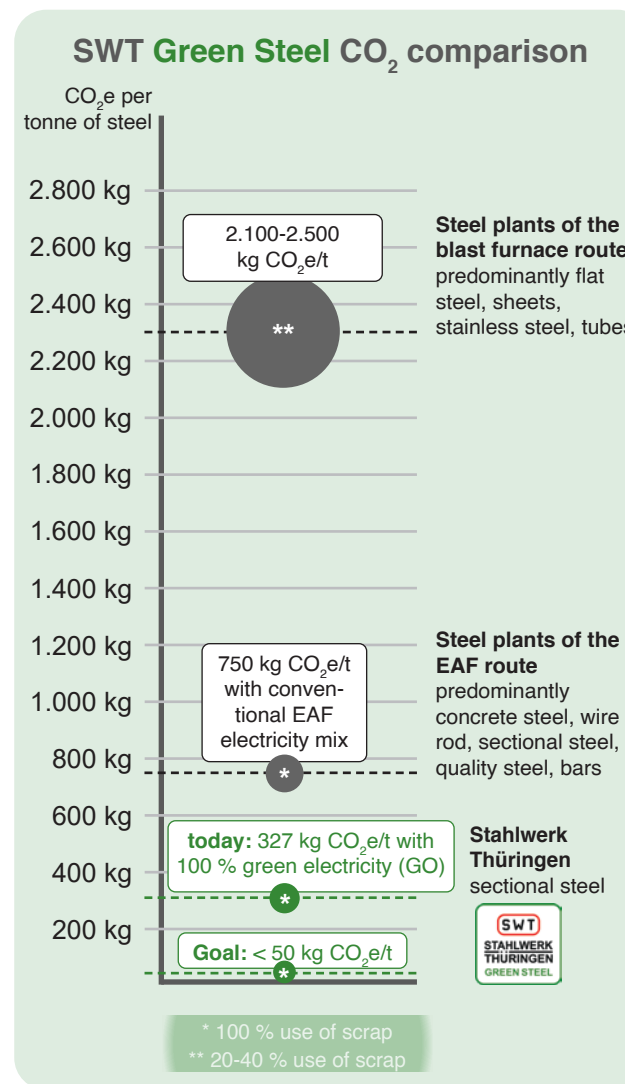 SWT Green Steel CO₂ comparison
CO₂e per
tonne of steel
2.800 kg
2.600 kg
2.400 kg
2.200 kg
2.000 kg
1.800 kg
1.600 kg
1.400 kg
1.200 kg
1.000 kg
800 kg
600 kg
400 kg
200 kg
2.100-2.500
kg CO₂e/t
**
Steel plants of the
blast furnace route
predominantly flat
steel, sheets,
stainless steel, tubes
750 kg CO₂e/t
with conven-
tional EAF
electricity mix
*
Steel plants of the
EAF route
predominantly
concrete steel, wire
rod, sectional steel,
quality steel, bars
today: 327 kg CO₂e/t with
100 % green electricity (GO)
*
Stahlwerk
Thüringen
sectional steel
Goal: < 50 kg CO₂e/t
*
SWT
STAHLWERK
THÜRINGEN
GREEN STEEL
* 100 % use of scrap
** 20-40 % use of scrap